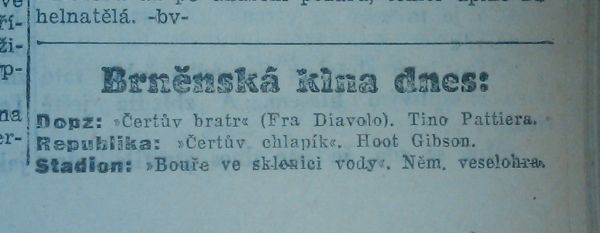 helnatělá. -bv-
Brněnská kina dnes:
Dopz: »Čertův bratr« (Fra Diavolo). Tino Pattiera.
Republika: »Čertův chlapík«. Hoot Gibson.
Stadion: »Bouře ve sklenici vody«. Něm. veselohra.